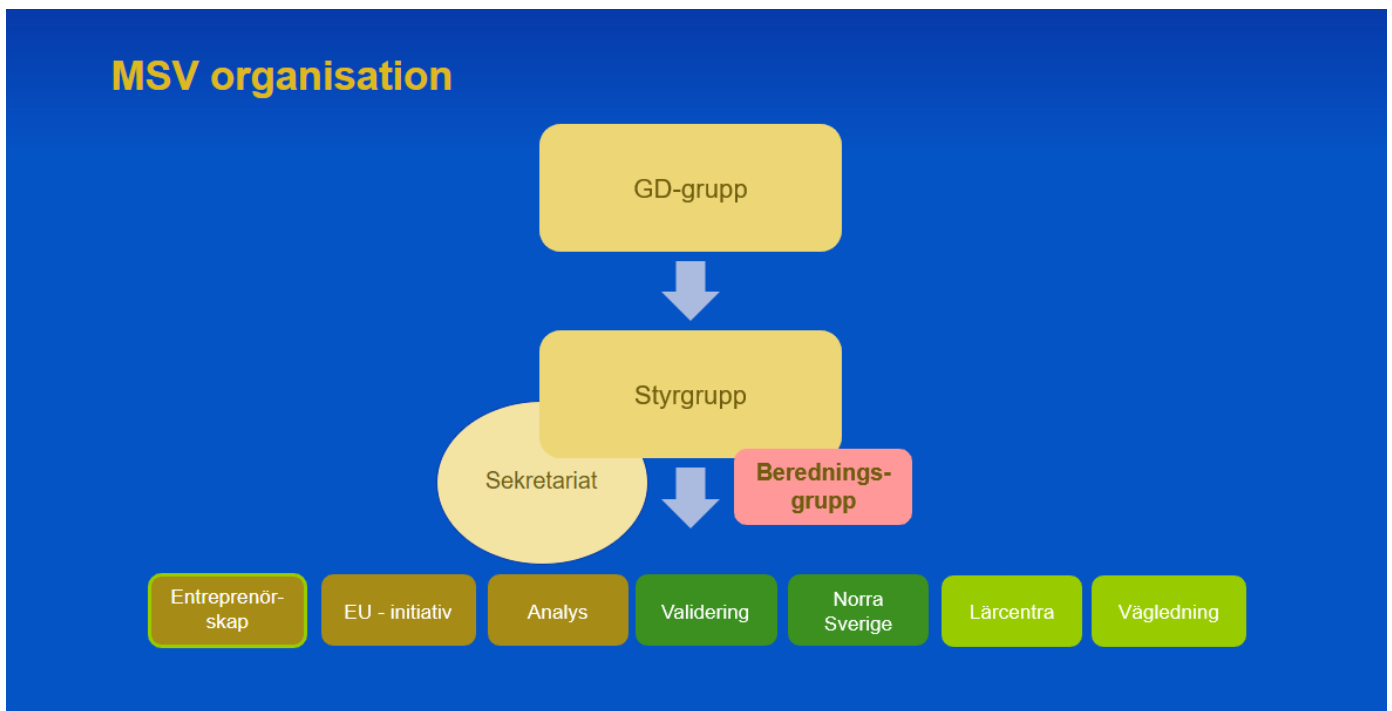 MSV organisation
GD-grupp
Styrgrupp
Sekretariat
Berednings-
grupp
Entreprenör-
skap
EU - initiativ
Analys
Validering
Norra
Sverige
Lärcentra
Vägledning